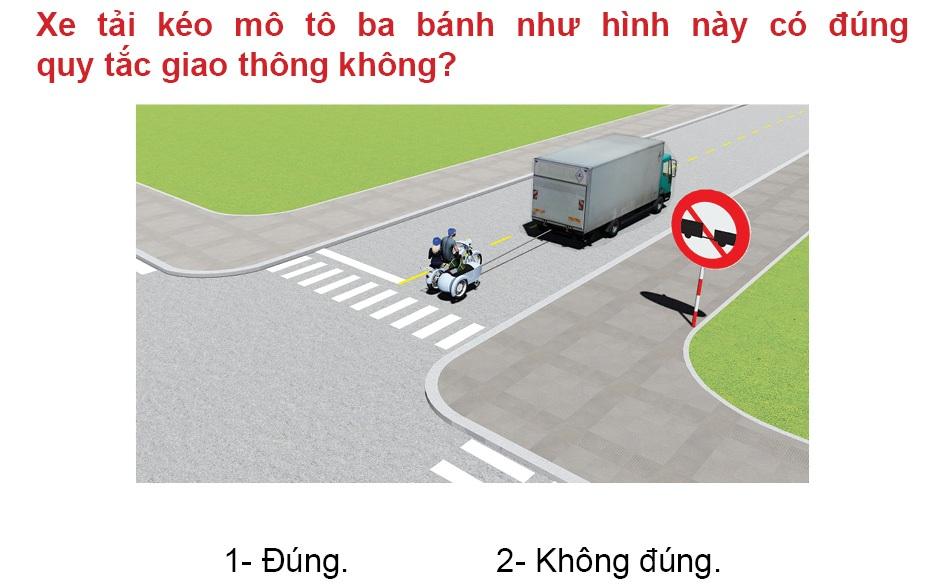 Xe tải kéo mô tô ba bánh như hình này có đúng
quy tắc giao thông không?
1- Đúng. 2- Không đúng.